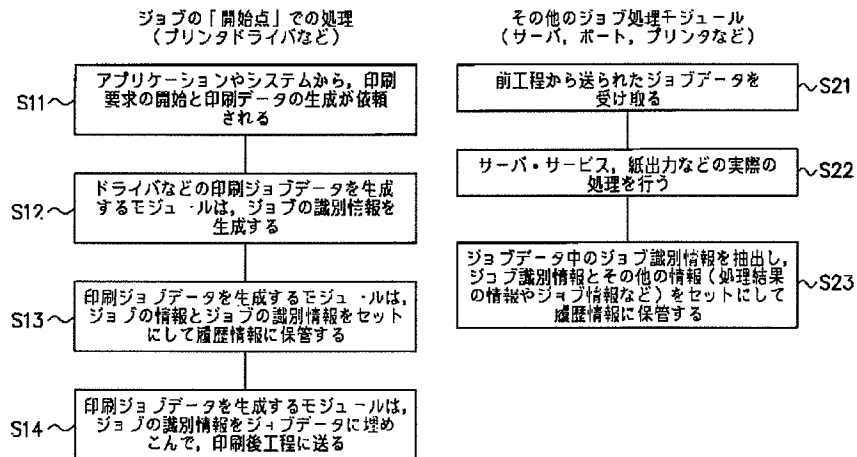 ジョブの「開始点」での処理
(プリンタドライバなど)
S11
アプリケーションやシステムから,印刷
要求の開始と印刷データの生成が依頼
される
S12
ドライバなどの印刷ジョブデータを生成
するモジュールは,ジョブの識別情報を
生成する
S13
印刷ジョブデータを生成するモジュールは,
ジョブの情報とジョブの識別情報をセット
にして履歴情報に保管する
S14
印刷ジョブデータを生成するモジュールは,
ジョブの識別情報をジョブデータに埋め
こんで,印刷後工程に送る
その他のジョブ処理モジュール
(サーバ,ポート,プリンタなど)
前工程から送られたジョブデータを
受け取る
S21
サーバ・サービス,紙出力などの実際の
処理を行う
S22
ジョブデータ中のジョブ識別情報を抽出し,
ジョブ識別情報とその他の情報(処理結果
の情報やジョブ情報など)をセットにして
履歴情報に保管する
S23